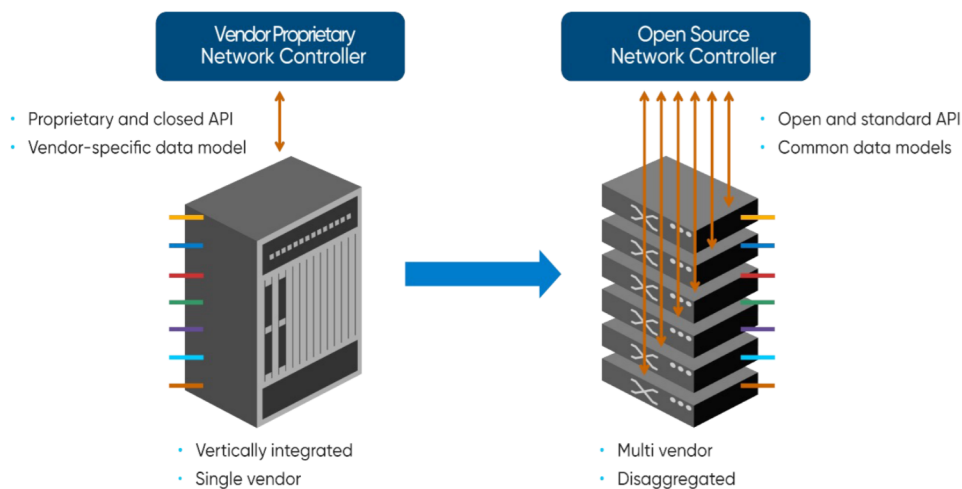 Vendor Proprietary
Network Controller
Open Source
Network Controller
• Proprietary and closed API
• Vendor-specific data model
• Open and standard API
• Common data models
• Vertically integrated
• Single vendor
• Multi vendor
• Disaggregated